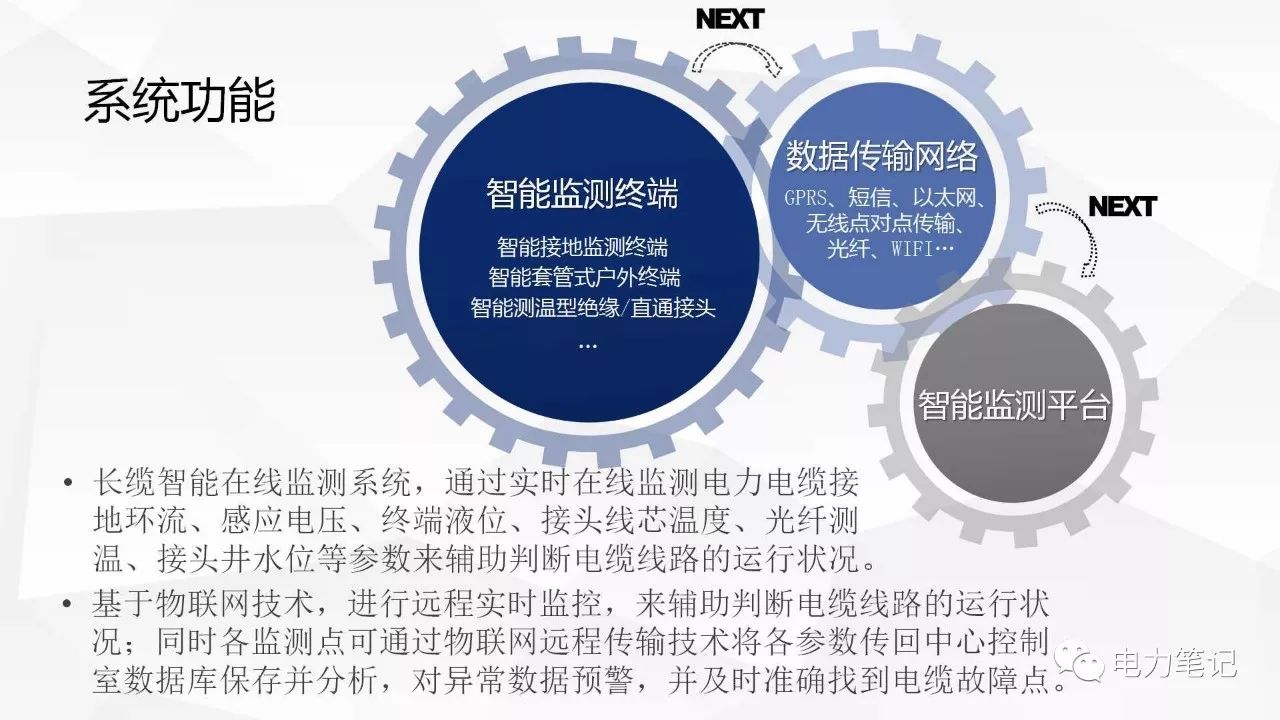 系统功能
NEXT
智能监测终端
智能接地监测终端
智能套管式户外终端
智能测温型绝缘/直通接头
…
数据传输网络
GPRS、短信、以太网、
无线点对点传输、
光纤、WIFI…
NEXT
智能监测平台
• 长缆智能在线监测系统，通过实时在线监测电力电缆接
地环流、感应电压、终端液位、接头线芯温度、光纤测
温、接头井水位等参数来辅助判断电缆线路的运行状况。
• 基于物联网技术，进行远程实时监控，来辅助判断电缆线路的运行状
况；同时各监测点可通过物联网远程传输技术将各参数传回中心控制
室数据库保存并分析，对异常数据预警，并及时准确找到电缆故障点。
电力笔记